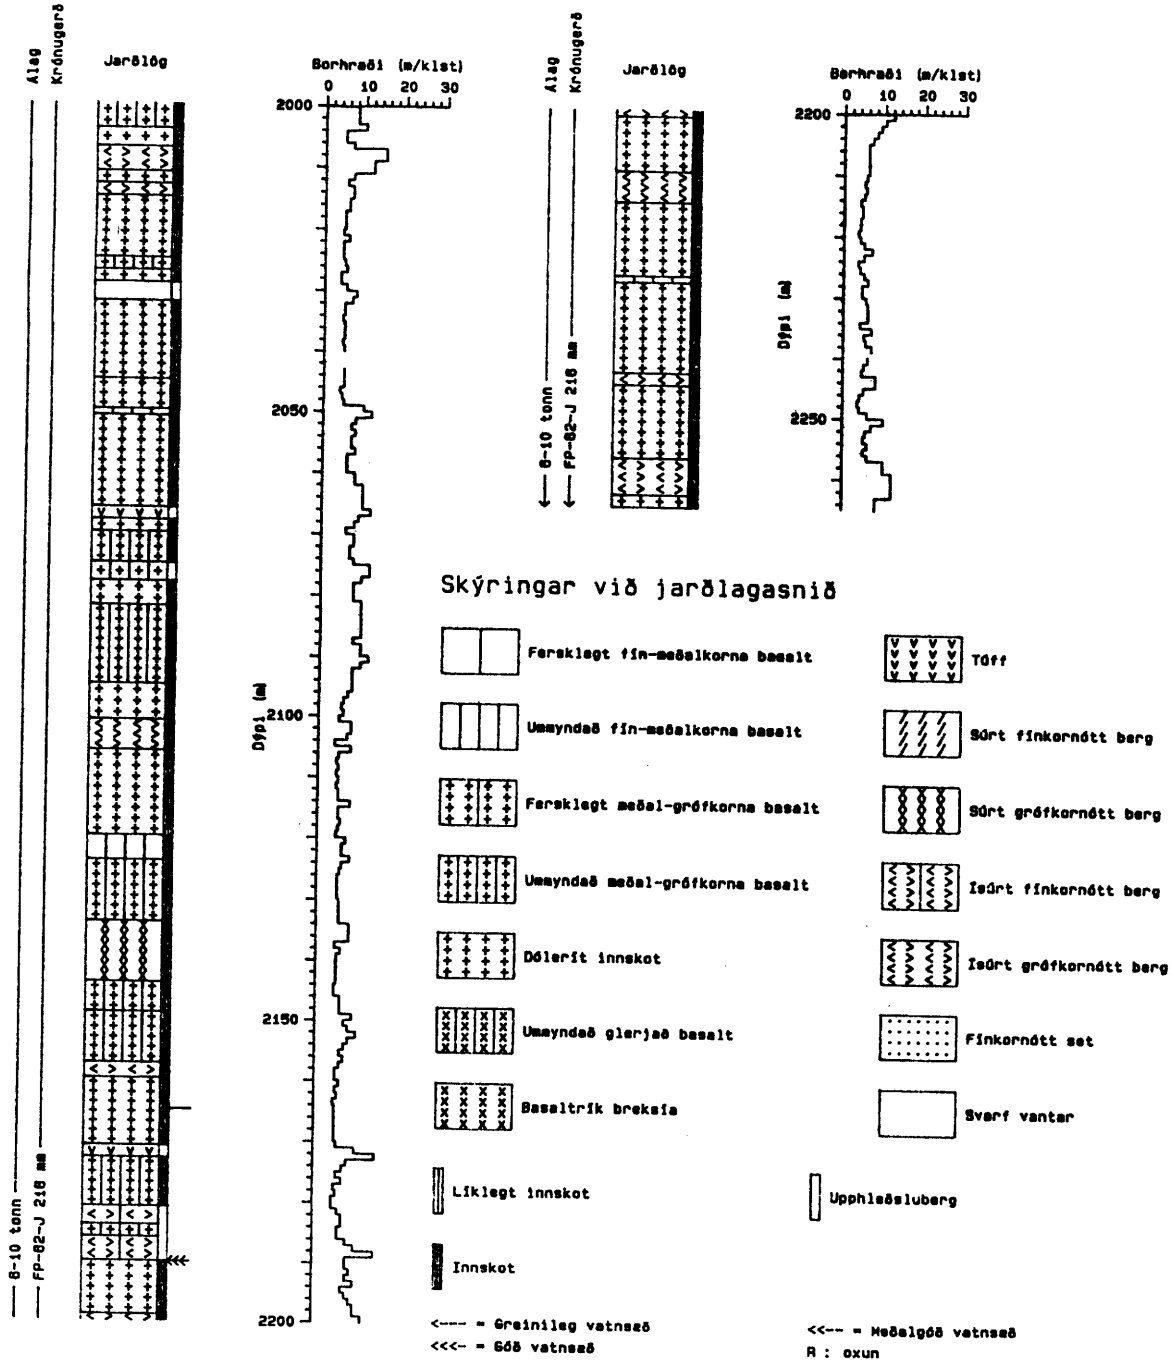 Álag
Krónugerð
Jarðlög
Borhraði (m/klst)
0 10 20 30
2000
2050
2100
2150
2200
Dýpi (m)
6-10 tonn
FP-62-J 216 mm
Álag
Krónugerð
Jarðlög
Borhraði (m/klst)
0 10 20 30
2200
2250
Dýpi (m)
6-10 tonn
FP-62-J 216 mm
Skýringar við jarðlagasnið
Fersklegt fín-meðalkorna basalt
Ummyndað fín-meðalkorna basalt
Fersklegt meðal-grófkorna basalt
Ummyndað meðal-grófkorna basalt
Dólerít innskot
Ummyndað glerjað basalt
Basaltrík breksía
Líklegt innskot
Innskot
<--- = Greinileg vatnsæð
<<<- = Góð vatnsæð
Túff
Súrt fínkornótt berg
Súrt grófkornótt berg
Ísúrt fínkornótt berg
Ísúrt grófkornótt berg
Fínkornótt set
Svarf vantar
Upphleðsluberg
<<-- = Meðalgóð vatnsæð
R : oxun